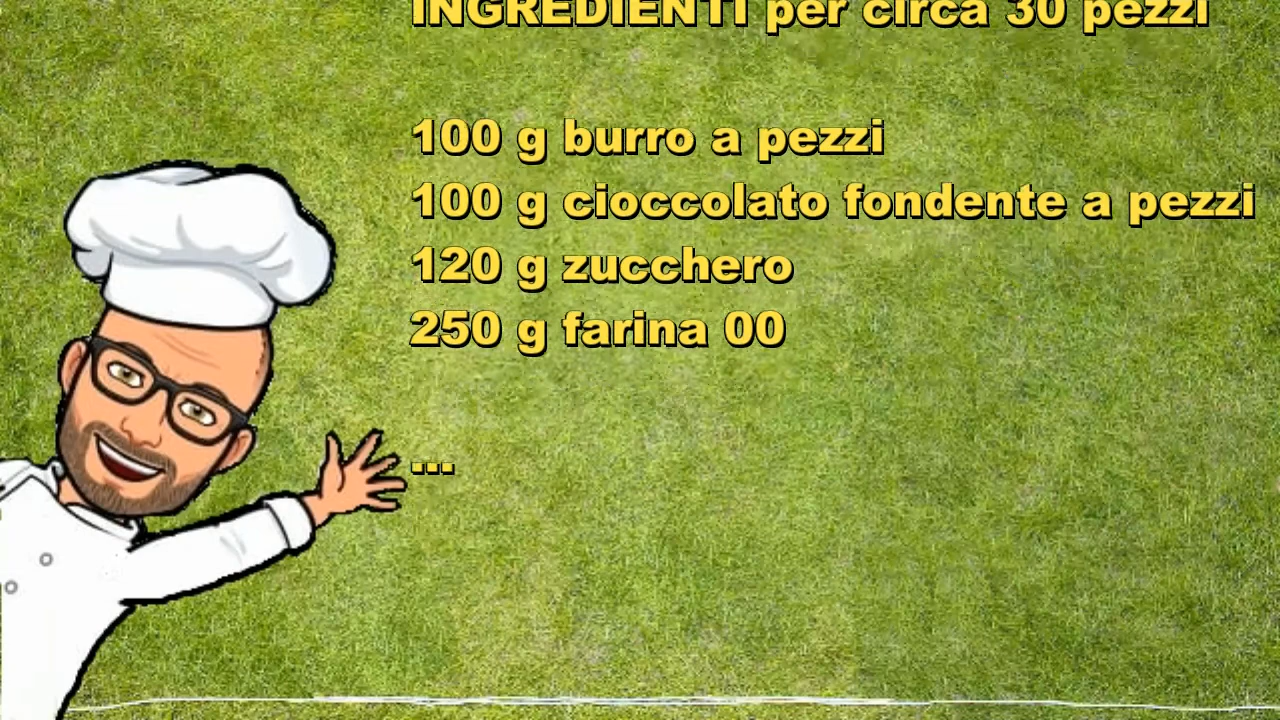 INGREDIENTI per circa 30 pezzi
100 g burro a pezzi
100 g cioccolato fondente a pezzi
120 g zucchero
250 g farina 00
...